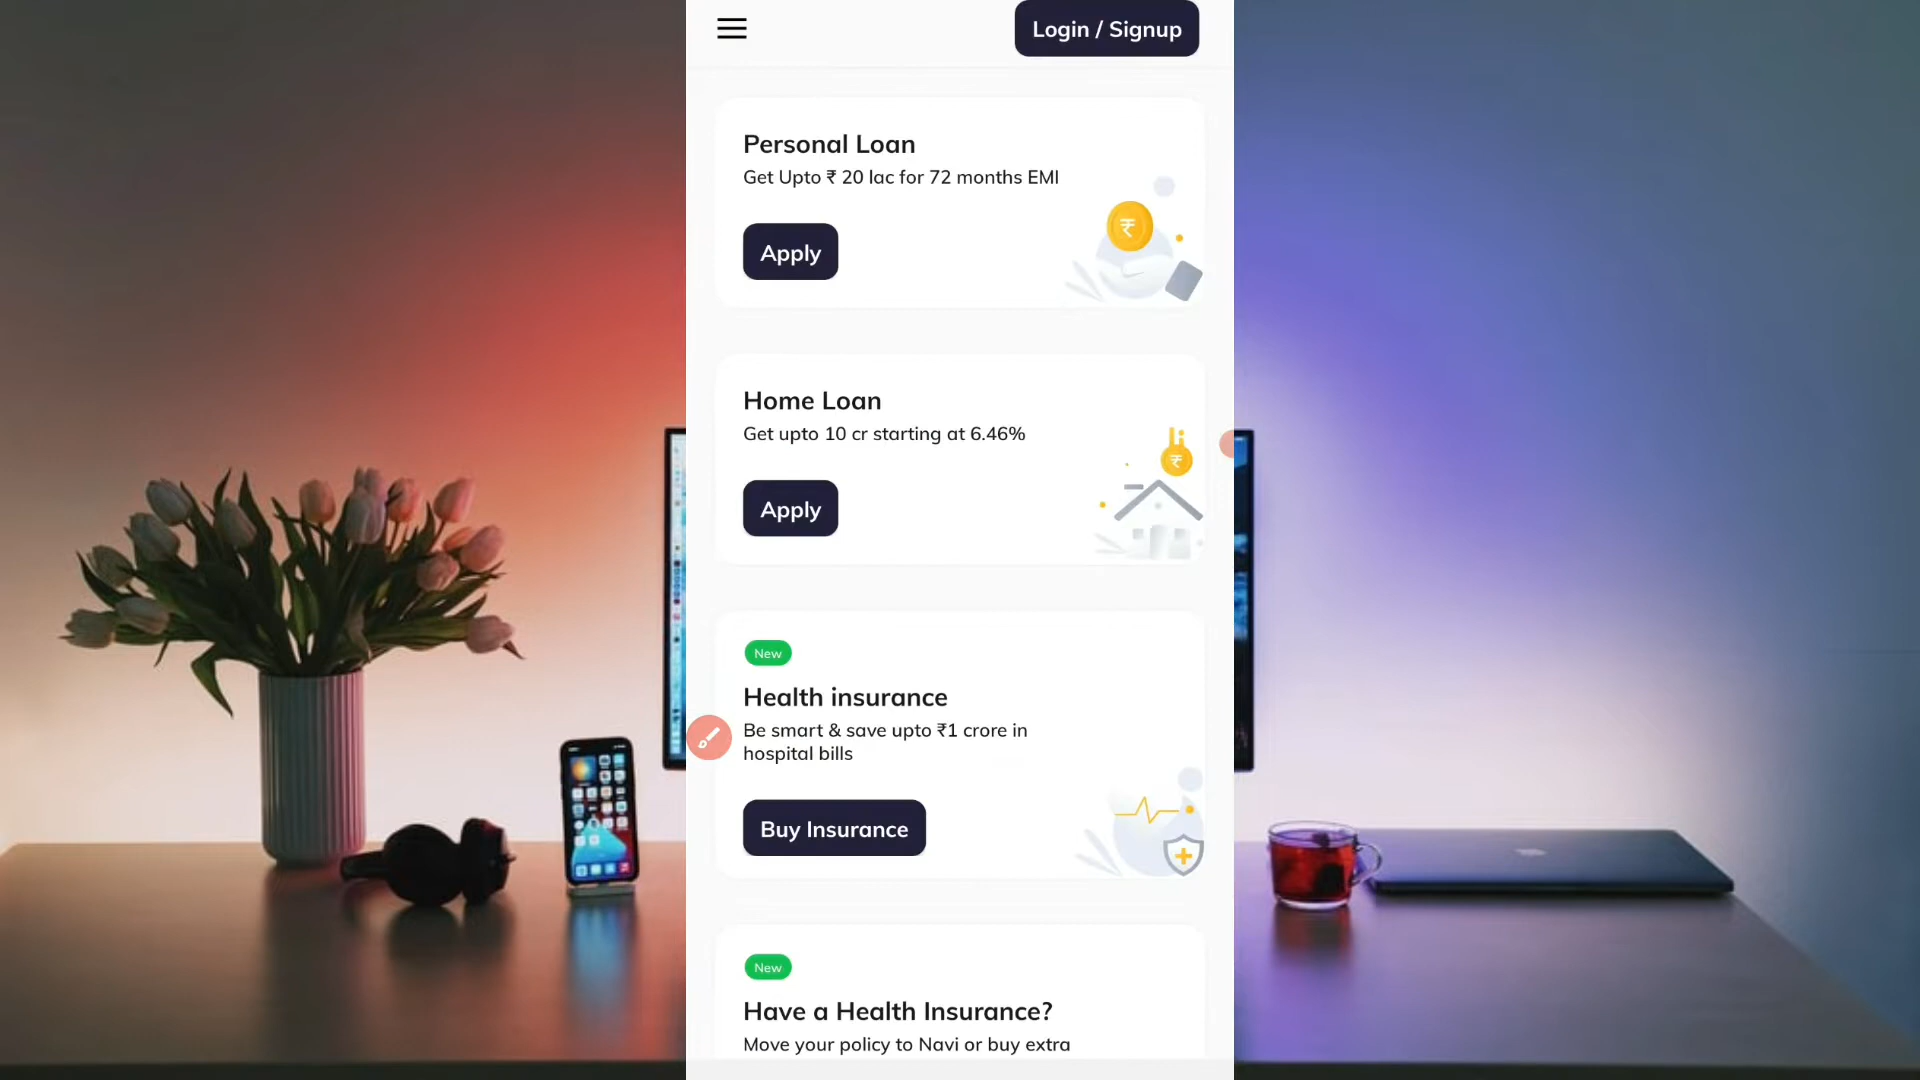 Login / Signup
Personal Loan
Get Upto ₹ 20 lac for 72 months EMI
Apply
Home Loan
Get upto 10 cr starting at 6.46%
Apply
New
Health insurance
Be smart & save upto ₹1 crore in
hospital bills
Buy Insurance
New
Have a Health Insurance?
Move your policy to Navi or buy extra